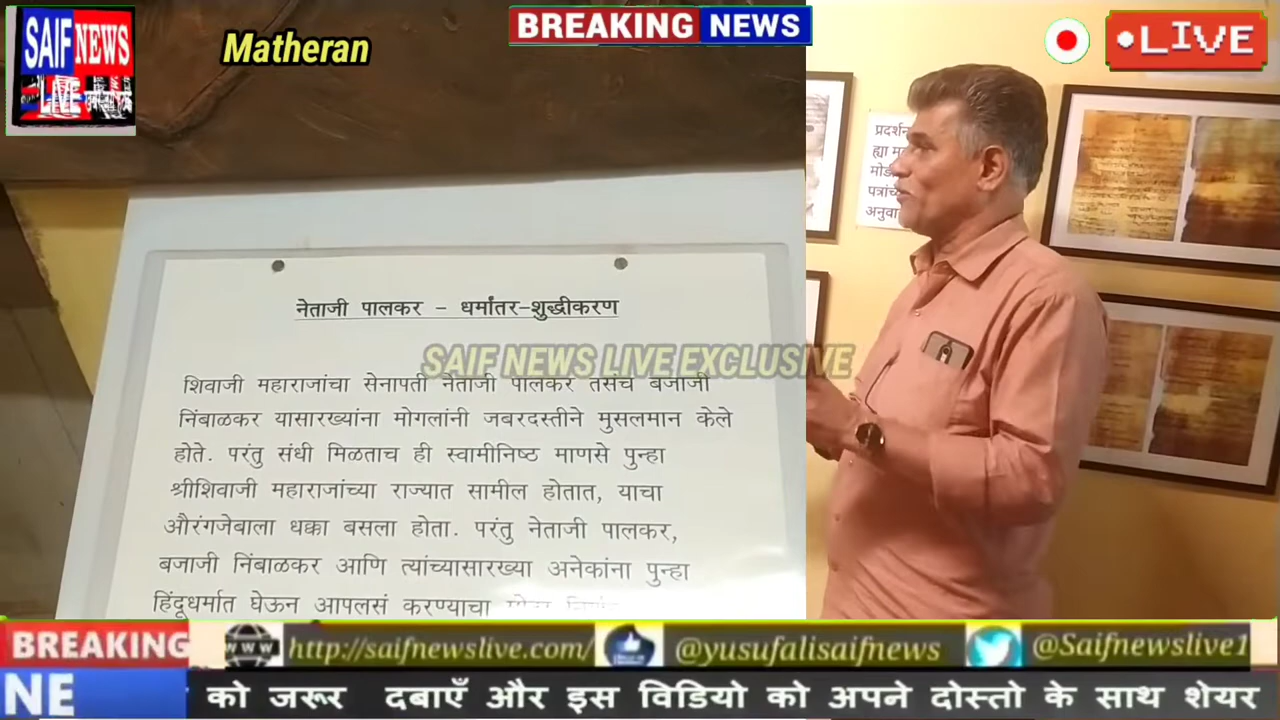 SAIF NEWS
LIVE
Matheran
BREAKING NEWS
LIVE
प्रदर्शन
ह्या
पत्रांच्
अनुवा
नेताजी पालकर - धर्मांतर-शुद्धीकरण
SAIF NEWS LIVE EXCLUSIVE
शिवाजी महाराजांचा सेनापती नेताजी पालकर तसेच बजाजी
निंबाळकर यासारख्यांना मोगलांनी जबरदस्तीने मुसलमान केले
होते. परंतु संधी मिळताच ही स्वामीनिष्ठ माणसे पुन्हा
श्रीशिवाजी महाराजांच्या राज्यात सामील होतात, याचा
औरंगजेबाला धक्का बसला होता. परंतु नेताजी पालकर,
बजाजी निंबाळकर आणि त्यांच्यासारख्या अनेकांना पुन्हा
हिंदूधर्मात घेऊन आपलसं करण्याचा
BREAKING
WWW http://saifnewslive.com/ @yusufalisaifnews @Saifnewslive1
NE
को जरूर दबाएँ और इस विडियो को अपने दोस्तो के साथ शेयर